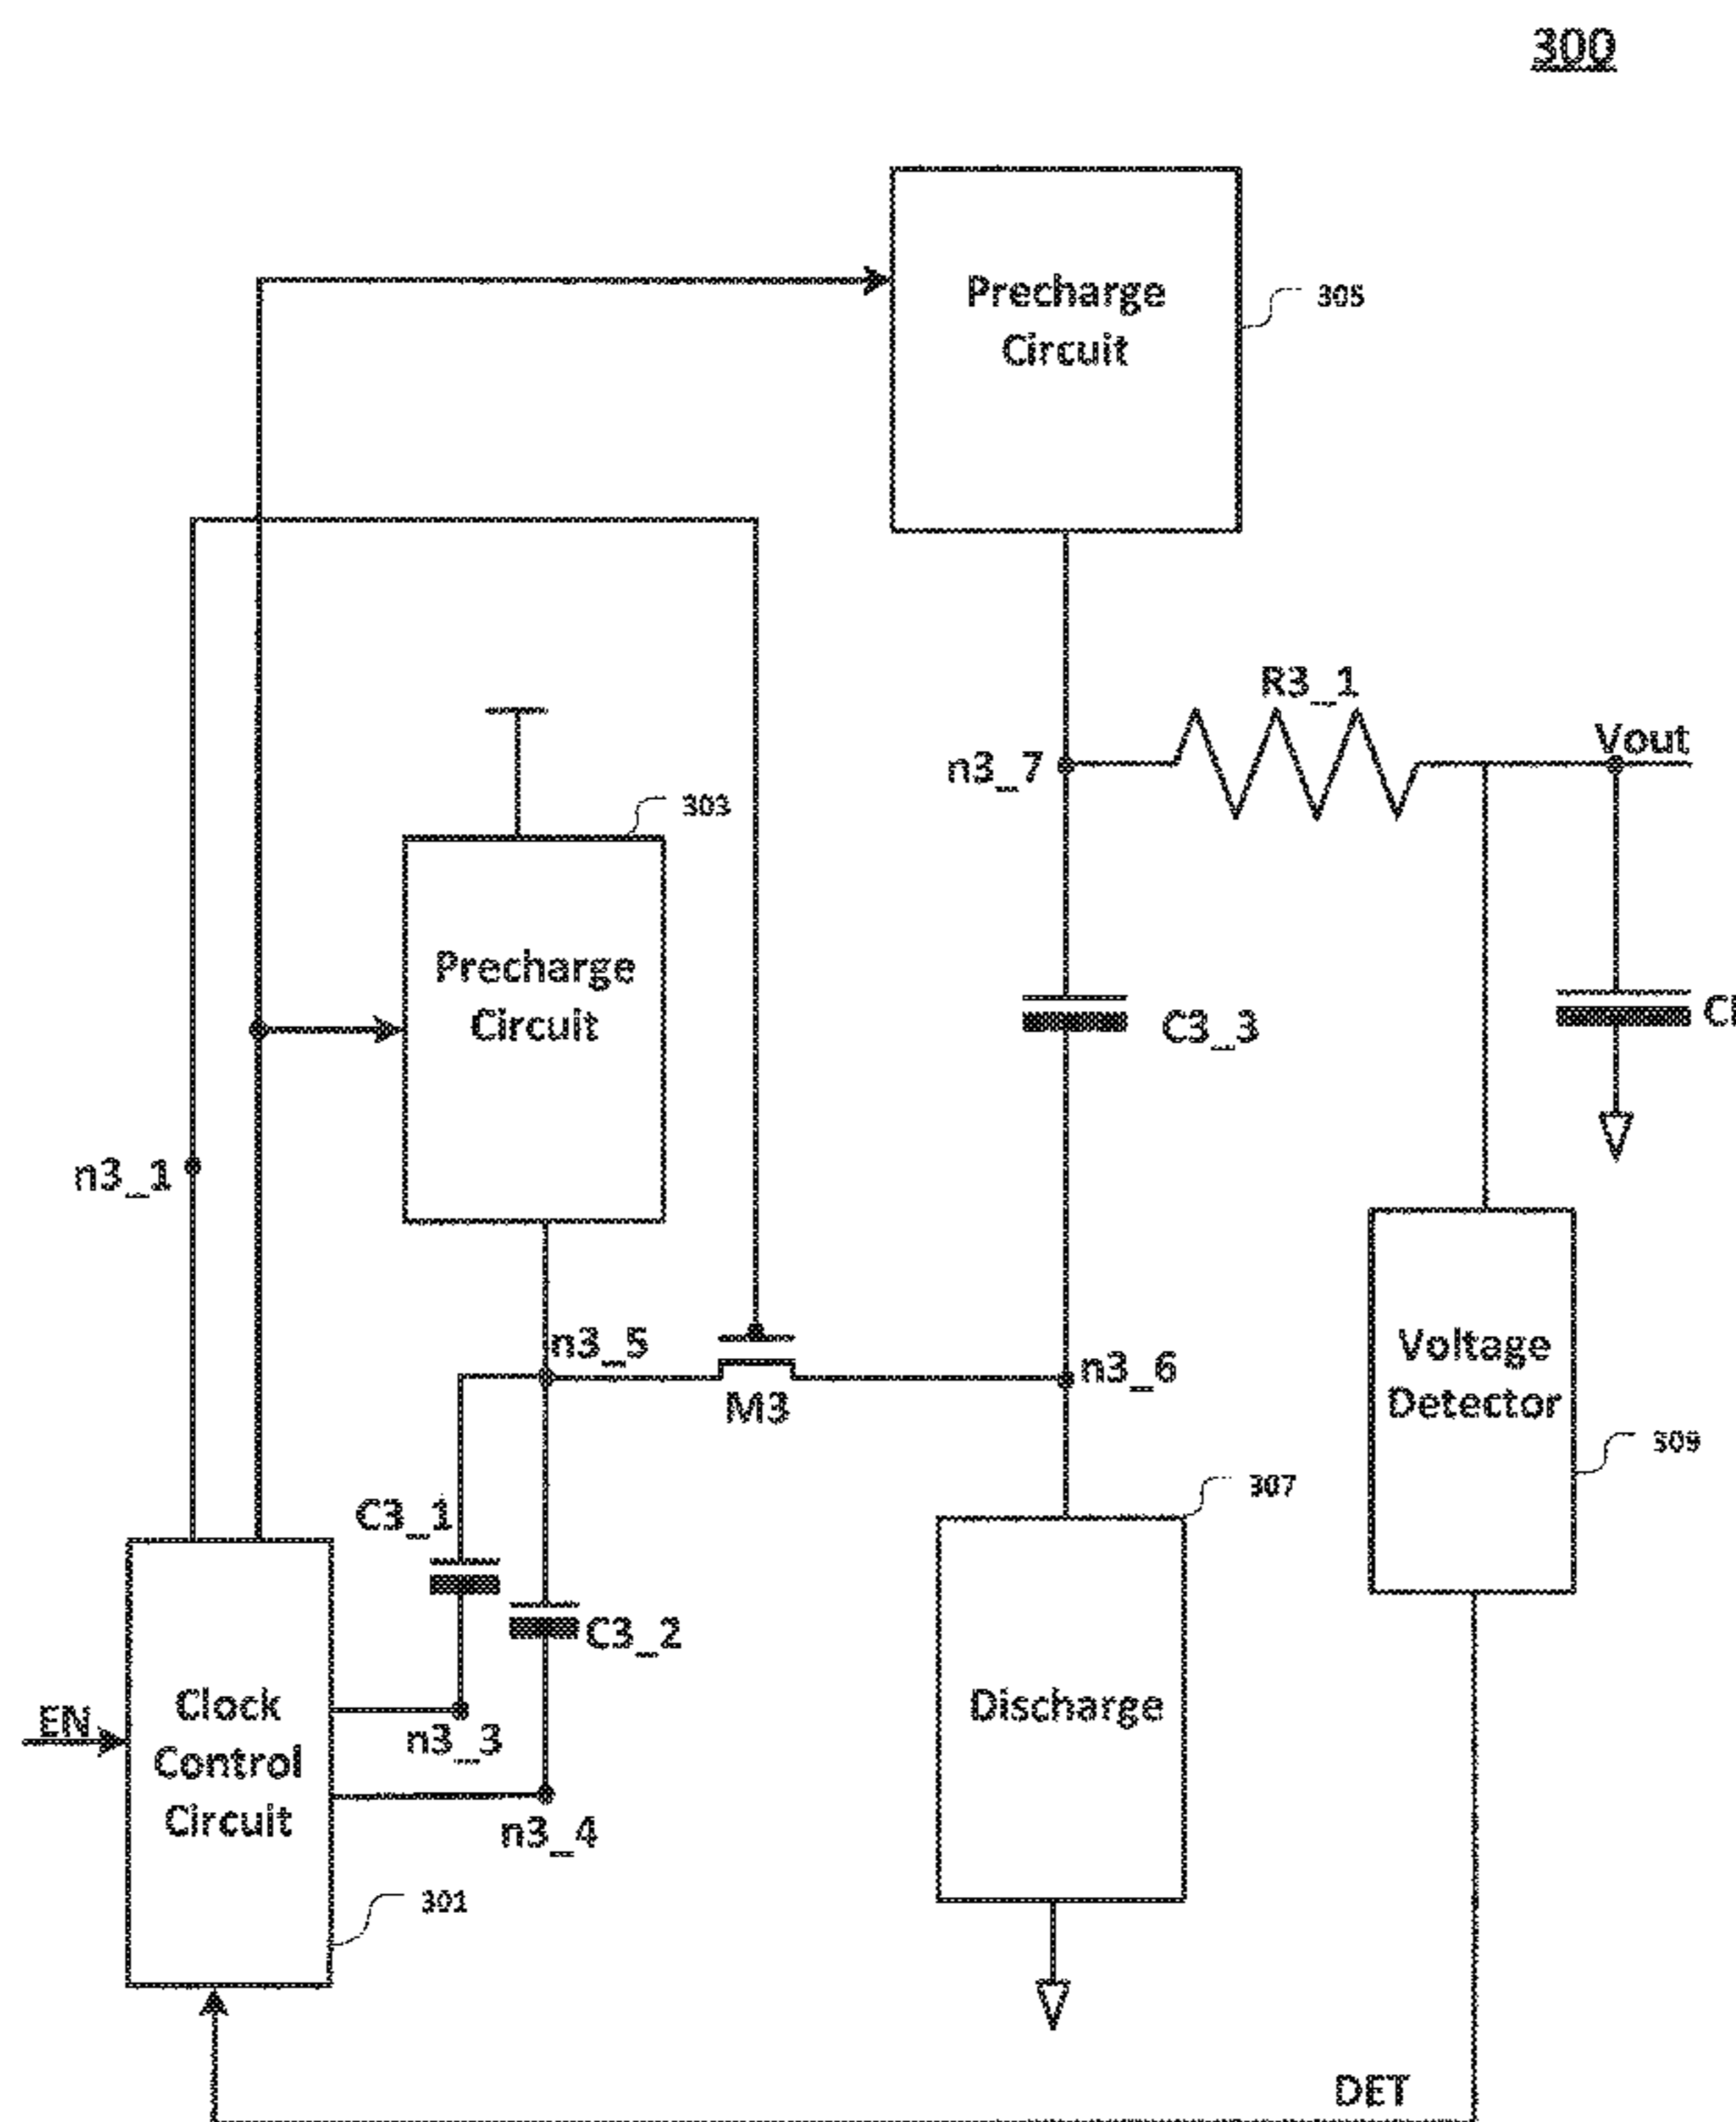 300
Precharge
Circuit
305
R3_1
Vout
n3_7
303
Precharge
Circuit
C3_3
n3_1
n3_5
n3_6
M3
Voltage
Detector
309
307
C3_1
C3_2
Discharge
EN
Clock
Control
Circuit
n3_3
n3_4
301
DET